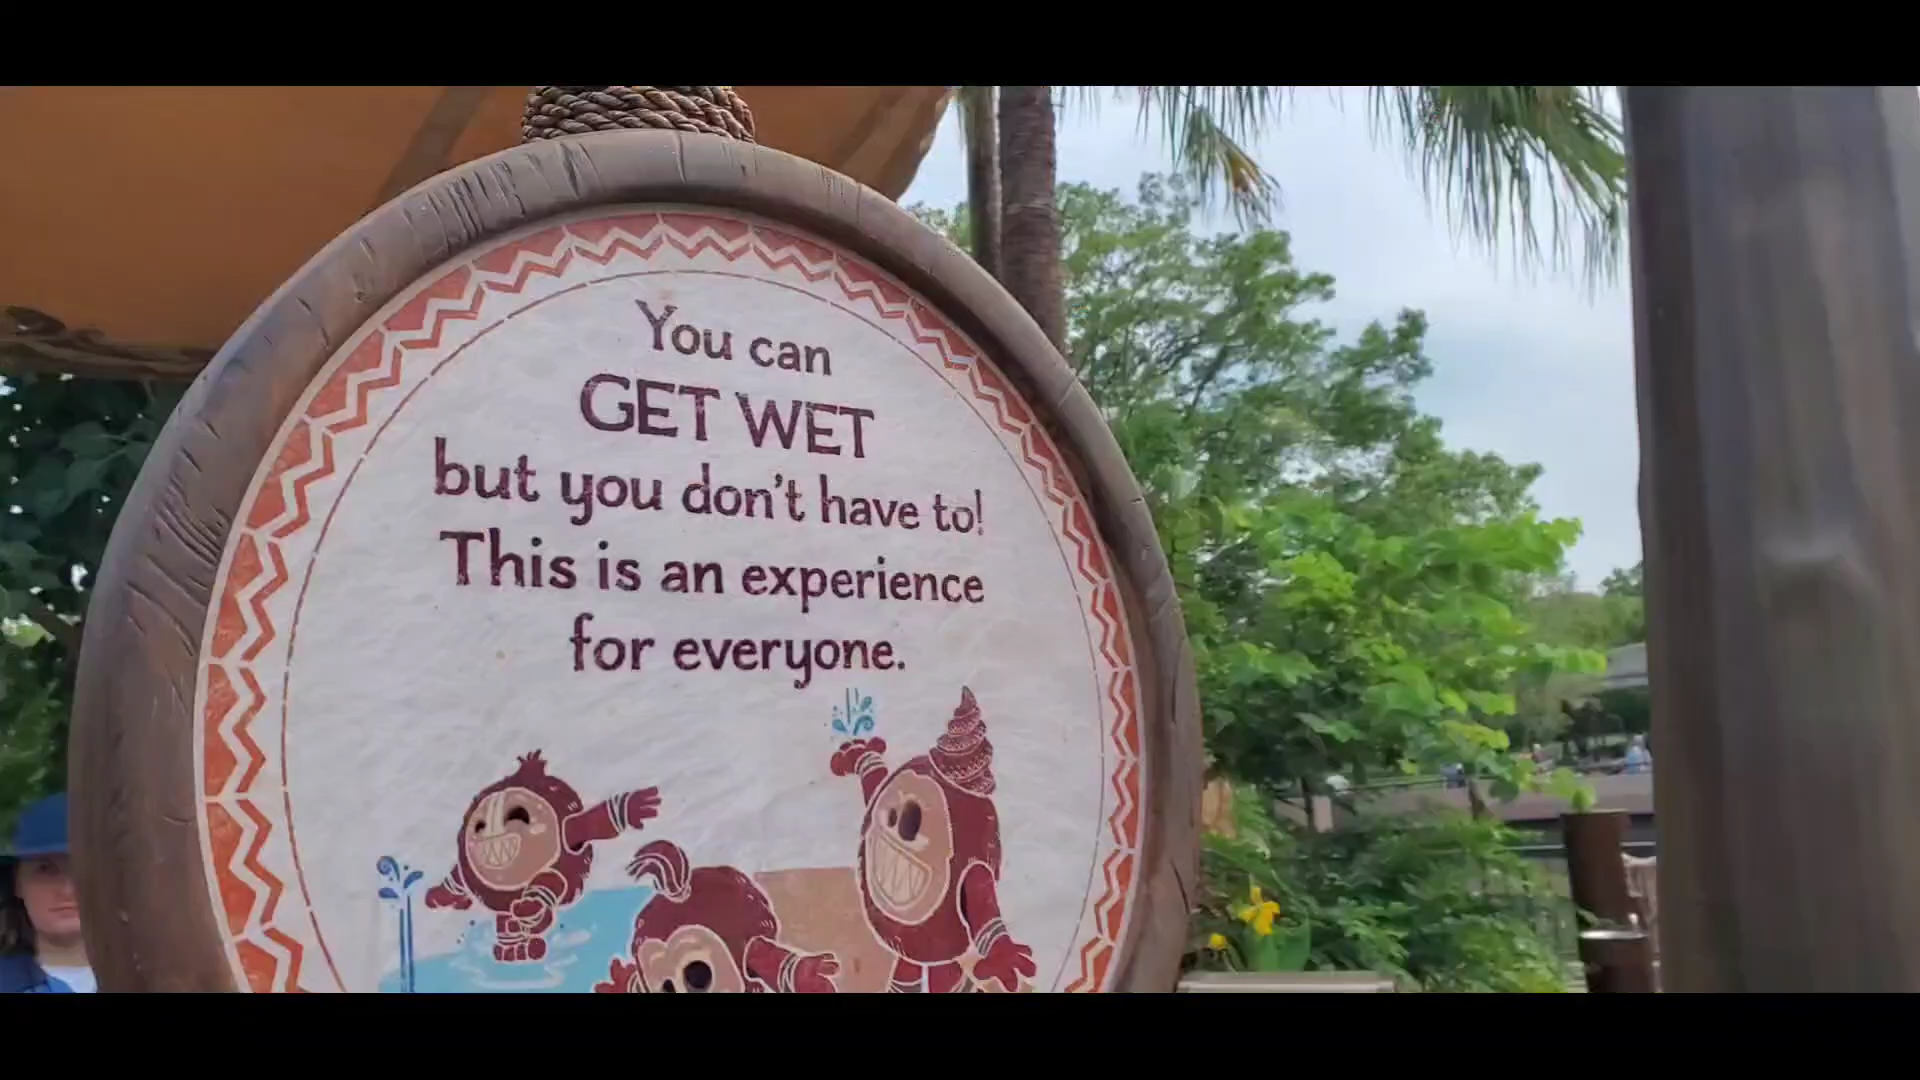 You can
GET WET
but you don't have to!
This is an experience
for everyone.